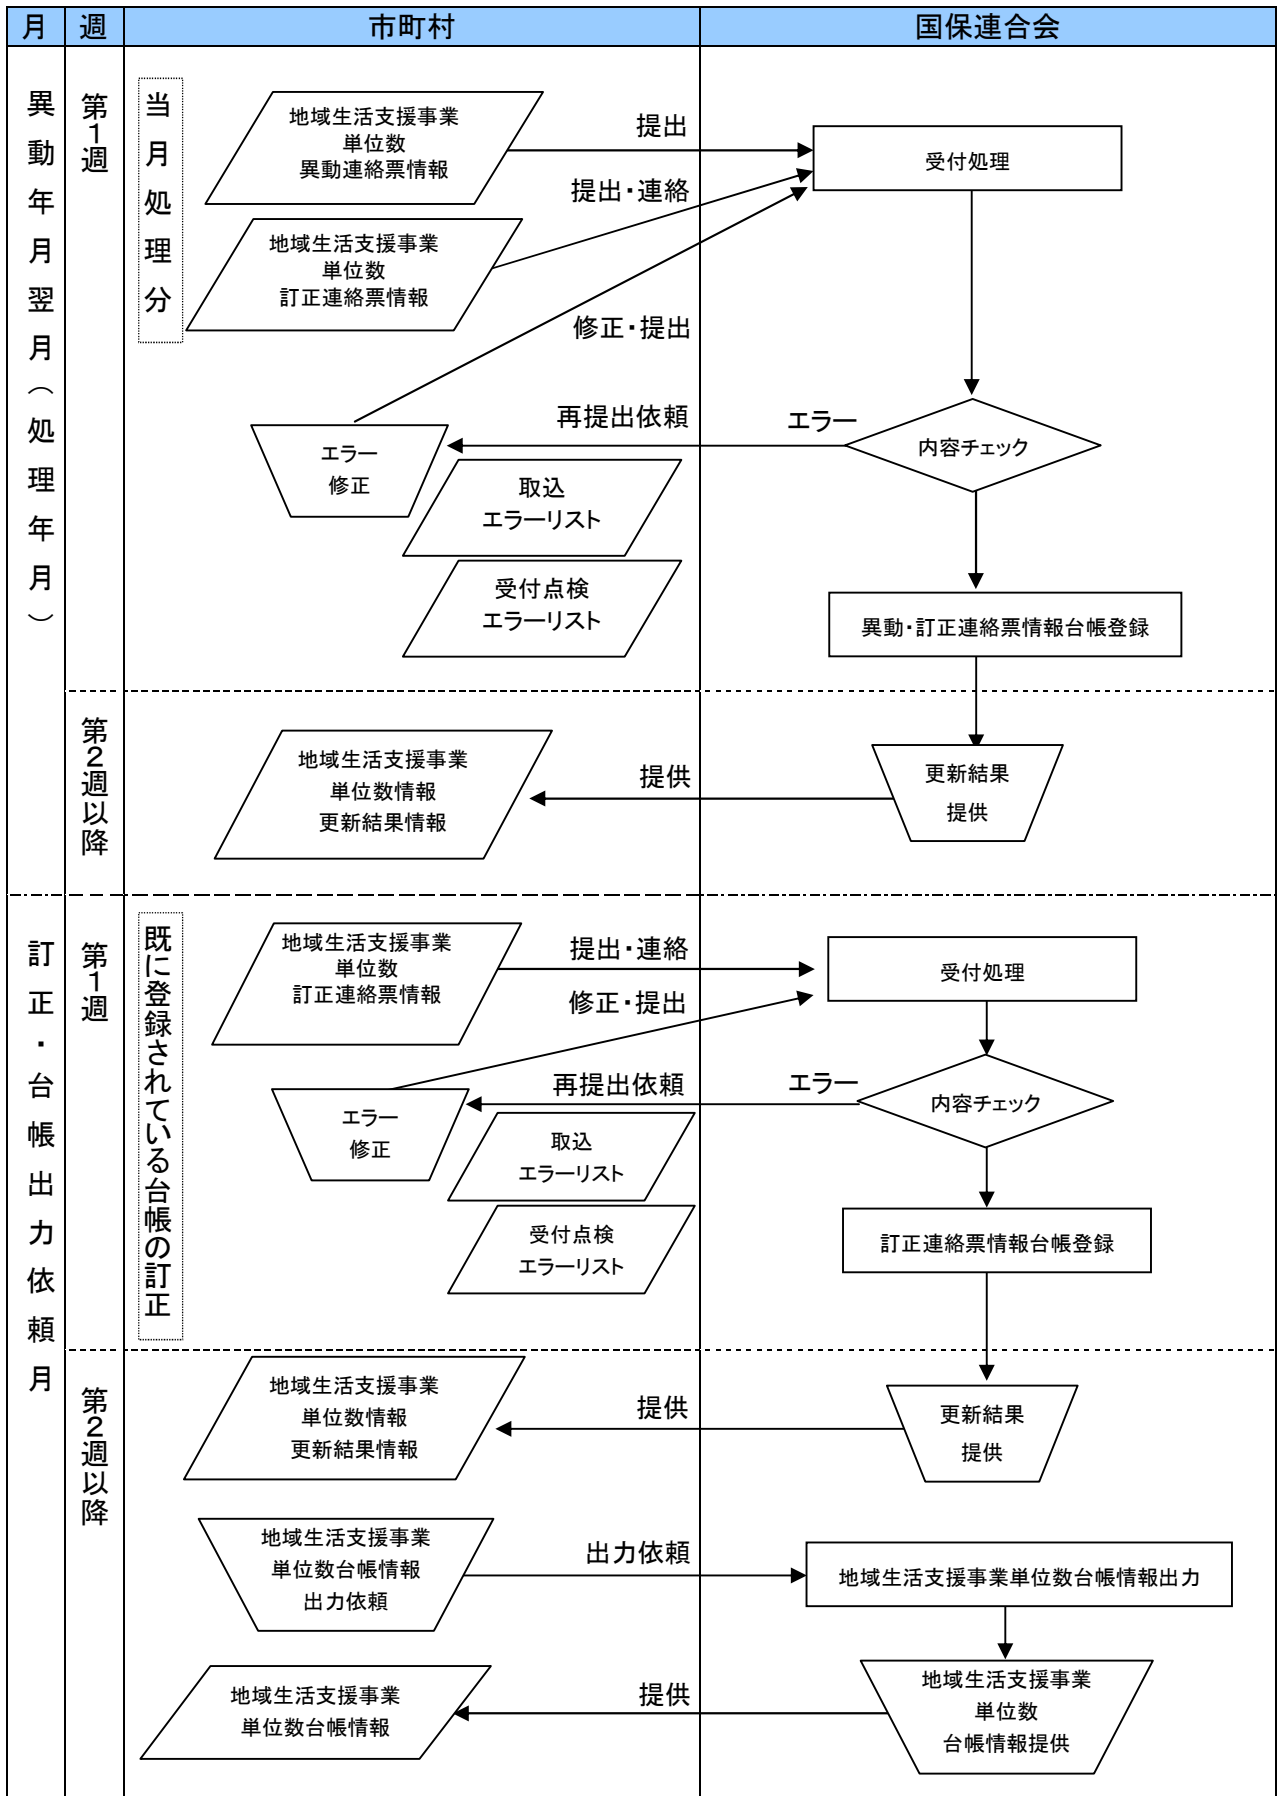 月
週
市町村
国保連合会
異動年月翌月（処理年月）
第1週
当月処理分
地域生活支援事業
単位数
異動連絡票情報
提出
受付処理
提出・連絡
地域生活支援事業
単位数
訂正連絡票情報
修正・提出
再提出依頼
エラー
内容チェック
エラー
修正
取込
エラーリスト
受付点検
エラーリスト
異動・訂正連絡票情報台帳登録
第2週以降
地域生活支援事業
単位数情報
更新結果情報
提供
更新結果
提供
訂正・台帳出力依頼月
第1週
既に登録されている台帳の訂正
地域生活支援事業
単位数
訂正連絡票情報
提出・連絡
受付処理
修正・提出
再提出依頼
エラー
内容チェック
エラー
修正
取込
エラーリスト
受付点検
エラーリスト
訂正連絡票情報台帳登録
第2週以降
地域生活支援事業
単位数情報
更新結果情報
提供
更新結果
提供
地域生活支援事業
単位数台帳情報
出力依頼
出力依頼
地域生活支援事業単位数台帳情報出力
地域生活支援事業
単位数台帳情報
提供
地域生活支援事業
単位数
台帳情報提供